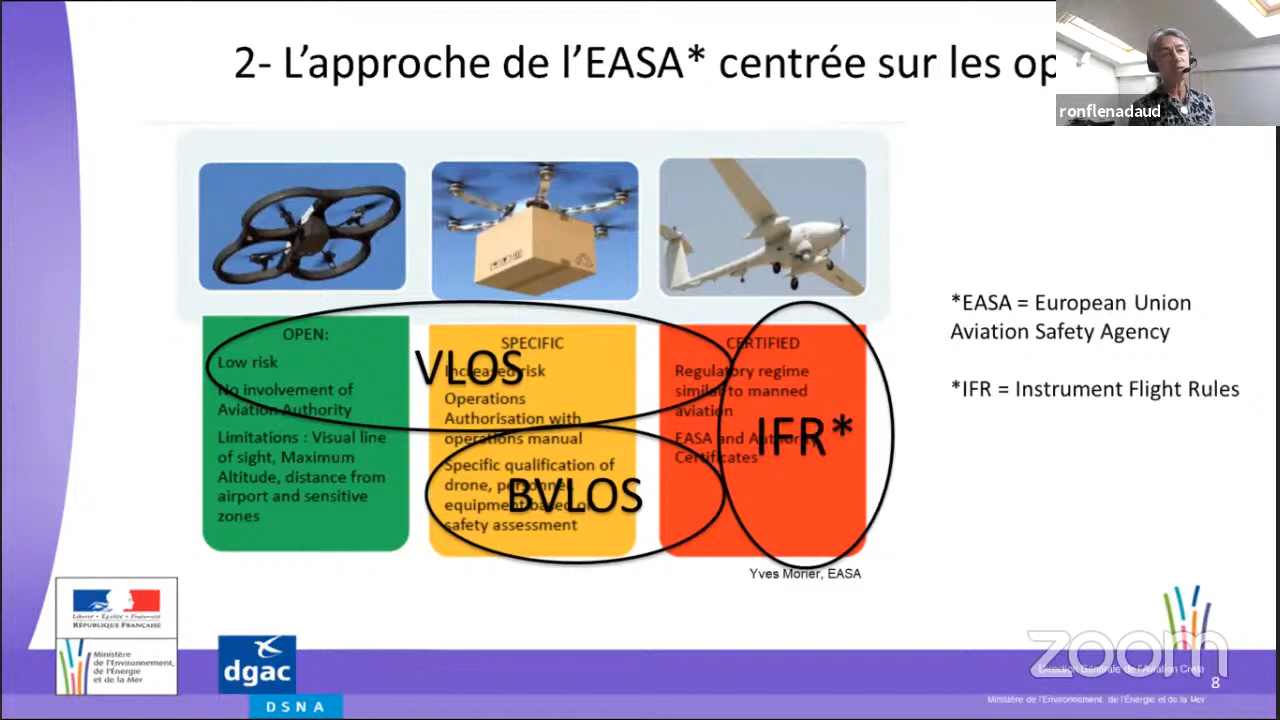 2- L’approche de l’EASA* centrée sur les op
ronflenadaud
OPEN:
Low risk
No involvement of
Aviation Authority
Limitations : Visual line
of sight, Maximum
Altitude, distance from
airport and sensitive
zones
VLOS
SPECIFIC
Increased risk
Operations
Authorisation with
operations manual
Specific qualification of
drone, personnel,
equipment based on
safety assessment
BVLOS
CERTIFIED
Regulatory regime
similar to manned
aviation
EASA and Authority
Certificates
IFR*
Yves Morier, EASA
*EASA = European Union
Aviation Safety Agency
*IFR = Instrument Flight Rules
Liberté • Égalité • Fraternité
RÉPUBLIQUE FRANÇAISE
Ministère
de l'Environnement,
de l'Énergie
et de la Mer
dgac
DSNA
zoom
Direction Générale de l'Aviation Civile
8
Ministère de l'Environnement, de l'Énergie et de la Mer